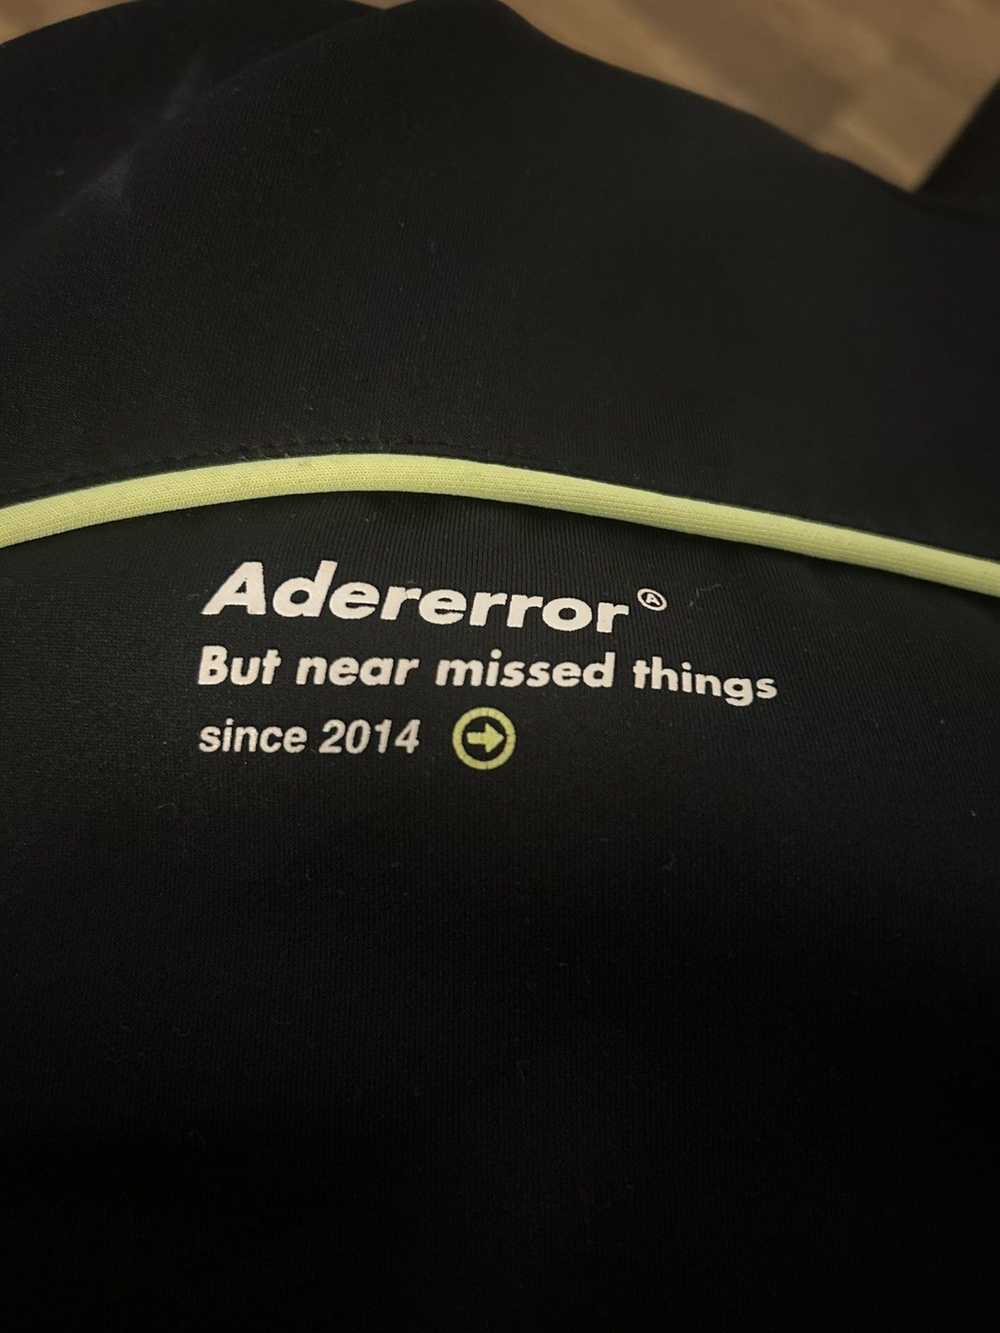 Adererror Ⓐ
But near missed things
since 2014